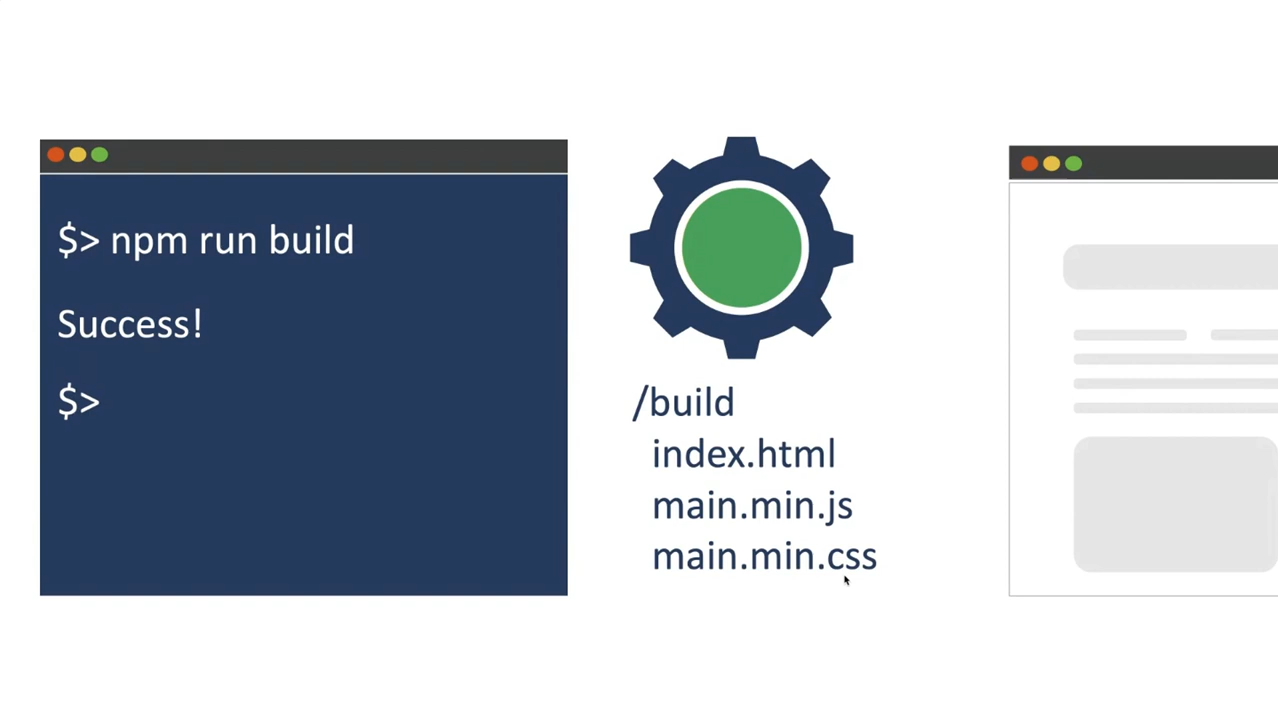 $> npm run build
Success!
$>
/build
index.html
main.min.js
main.min.css